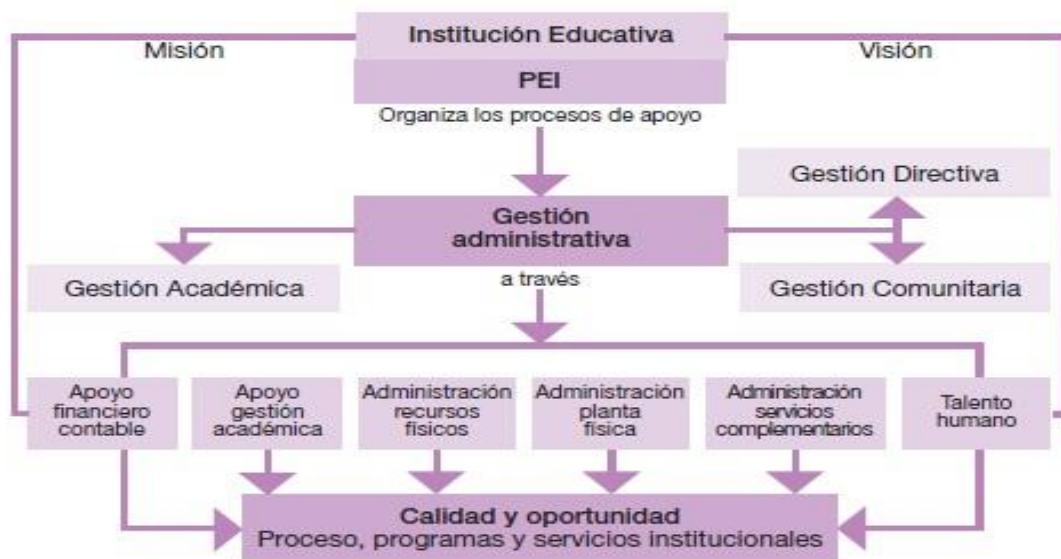 Misión
Institución Educativa
Visión
PEI
Organiza los procesos de apoyo
Gestión Directiva
Gestión
administrativa
Gestión Académica
a través
Gestión Comunitaria
Apoyo
financiero
contable
Apoyo
gestión
académica
Administración
recursos
físicos
Administración
planta
física
Administración
servicios
complementarios
Talento
humano
Calidad y oportunidad
Proceso, programas y servicios institucionales